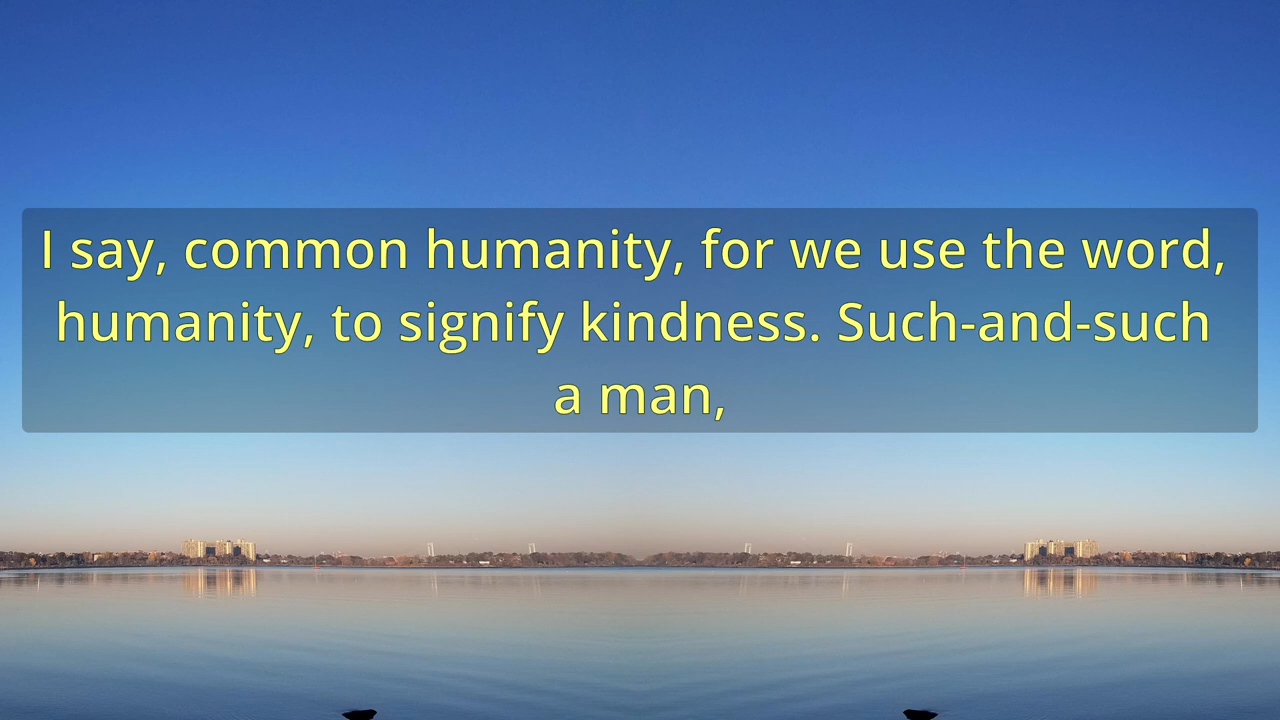 I say, common humanity, for we use the word,
humanity, to signify kindness. Such-and-such
a man,